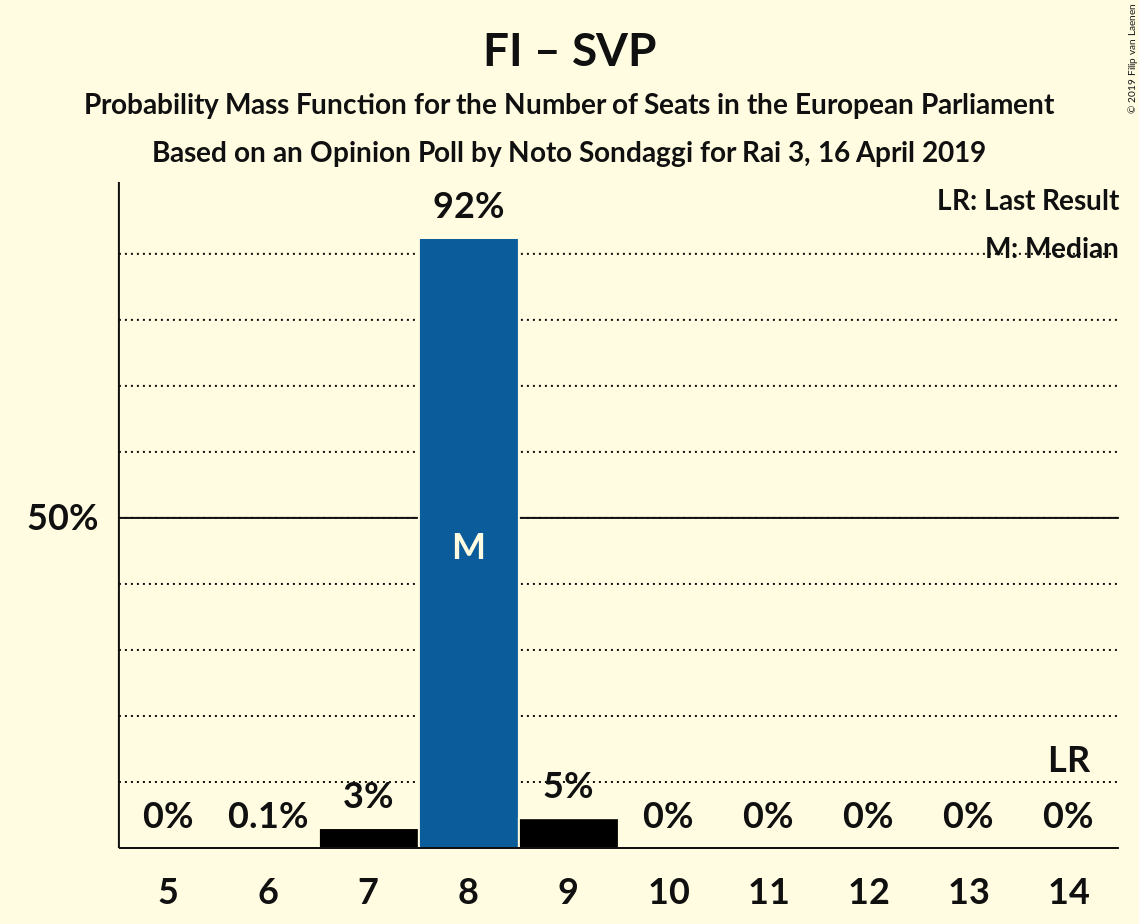 FI – SVP
Probability Mass Function for the Number of Seats in the European Parliament
Based on an Opinion Poll by Noto Sondaggi for Rai 3, 16 April 2019
© 2019 Filip van Laenen
LR: Last Result
M: Median
92%
50%
M
LR
0% 0.1% 3% 5% 0% 0% 0% 0% 0%
5 6 7 8 9 10 11 12 13 14